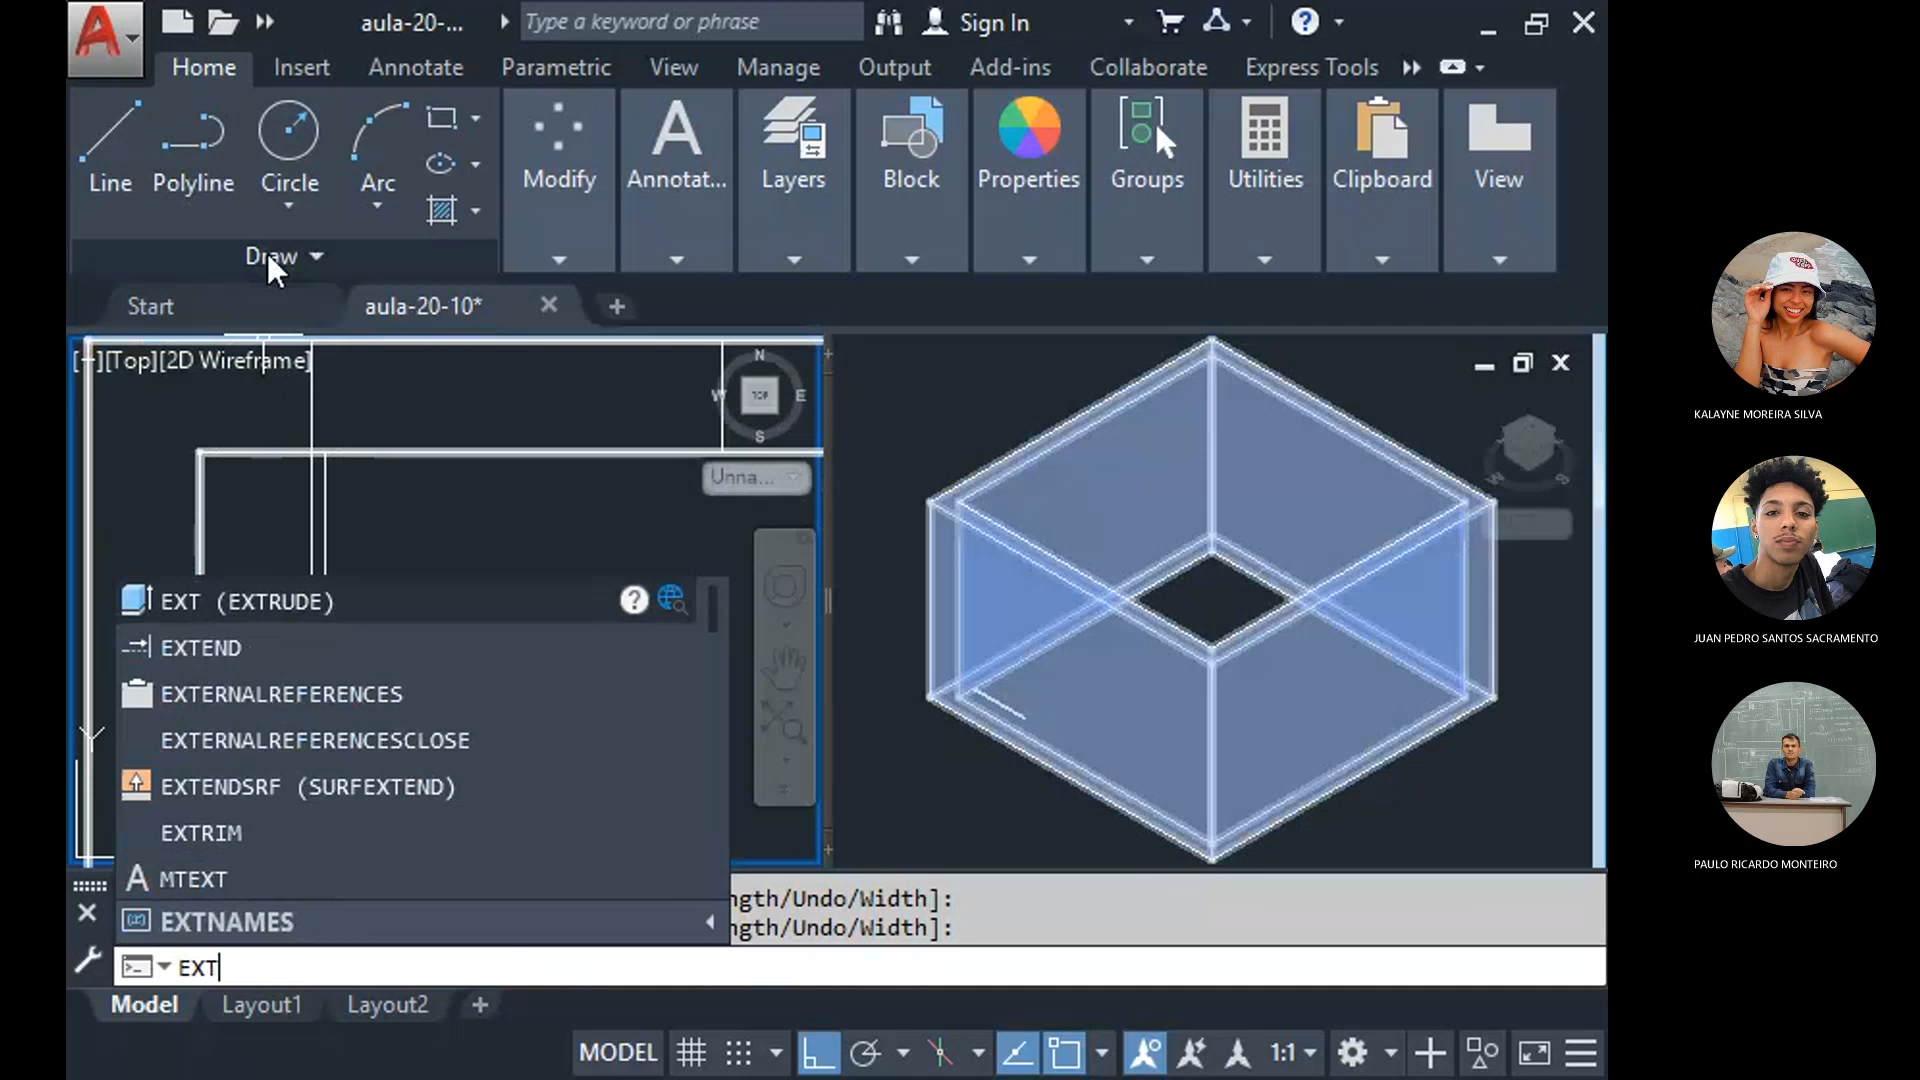 aula-20-...
Type a keyword or phrase
Sign In
Home
Insert
Annotate
Parametric
View
Manage
Output
Add-ins
Collaborate
Express Tools
Line
Polyline
Circle
Arc
Modify
Annotat...
Layers
Block
Properties
Groups
Utilities
Clipboard
View
Draw
Start
aula-20-10*
[-][Top][2D Wireframe]
N
W
TOP
E
S
Unna...
W
S
EXT (EXTRUDE)
EXTEND
EXTERNALREFERENCES
EXTERNALREFERENCESCLOSE
EXTENDSRF (SURFEXTEND)
EXTRIM
MTEXT
EXTNAMES
ngth/Undo/Width]:
ngth/Undo/Width]:
EXT
Y
Model
Layout1
Layout2
MODEL
1:1
KALAYNE MOREIRA SILVA
JUAN PEDRO SANTOS SACRAMENTO
PAULO RICARDO MONTEIRO